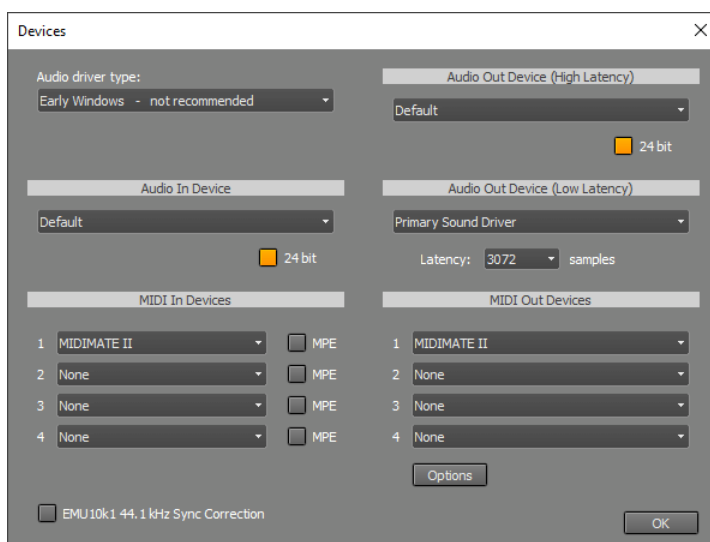 Devices
Audio driver type:
Early Windows - not recommended
Audio Out Device (High Latency)
Default
24 bit
Audio In Device
Default
24 bit
Audio Out Device (Low Latency)
Primary Sound Driver
Latency: 3072 samples
MIDI In Devices
1 MIDIMATE II MPE
2 None MPE
3 None MPE
4 None MPE
MIDI Out Devices
1 MIDIMATE II
2 None
3 None
4 None
Options
EMU10k1 44.1 kHz Sync Correction
OK